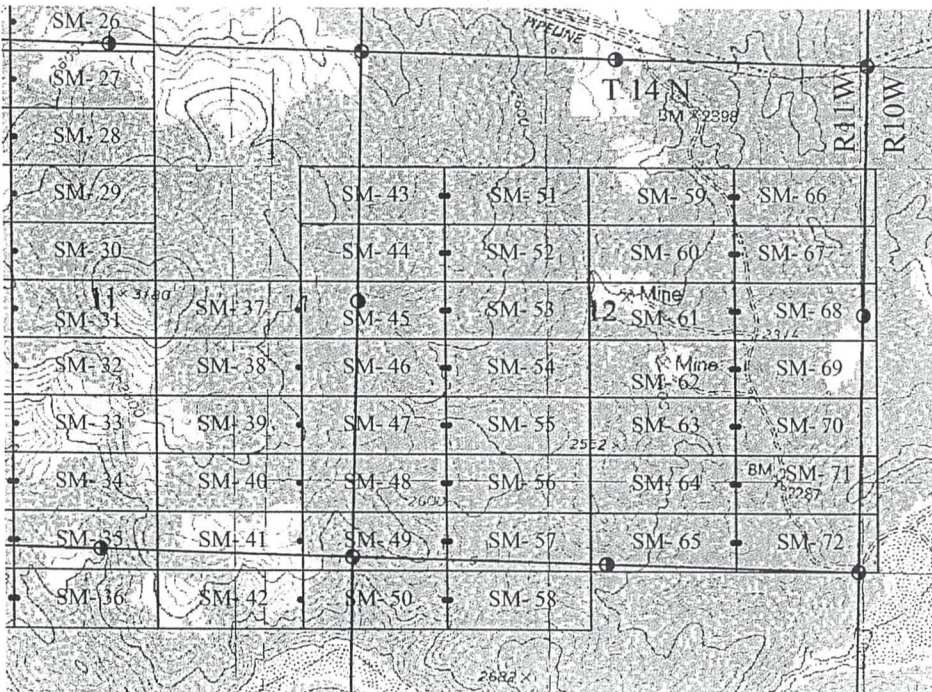 SM- 26
PIPELINE
SM- 27
T 14 N
R11W
R10W
SM- 28
BM × 2398
SM- 29
SM- 43
SM- 51
SM- 59
SM- 66
SM- 30
SM- 44
SM- 52
SM- 60
SM- 67
11
× 3180
SM- 31
SM- 37
SM- 45
SM- 53
12
Mine
SM- 61
SM- 68
2314
SM- 32
SM- 38
SM- 46
SM- 54
Mine
SM- 62
SM- 69
SM- 33
SM- 39
SM- 47
SM- 55
2552
SM- 63
SM- 70
SM- 34
SM- 40
SM- 48
2600
SM- 56
SM- 64
BM
SM- 71
× 2287
SM- 35
SM- 41
SM- 49
SM- 57
SM- 65
SM- 72
SM- 36
SM- 42
SM- 50
SM- 58
2682 ×